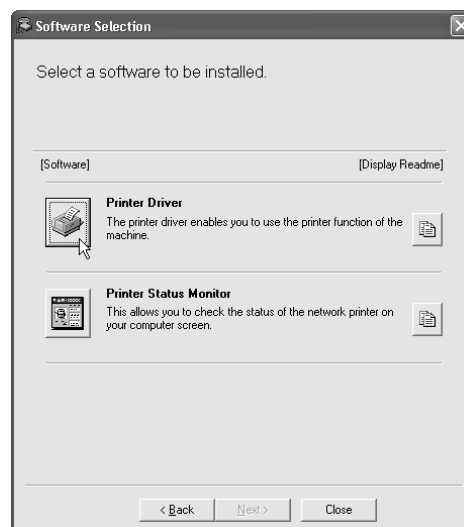 Software Selection
Select a software to be installed.
[Software] [Display Readme]
Printer Driver
The printer driver enables you to use the printer function of the
machine.
Printer Status Monitor
This allows you to check the status of the network printer on
your computer screen.
< Back Next > Close